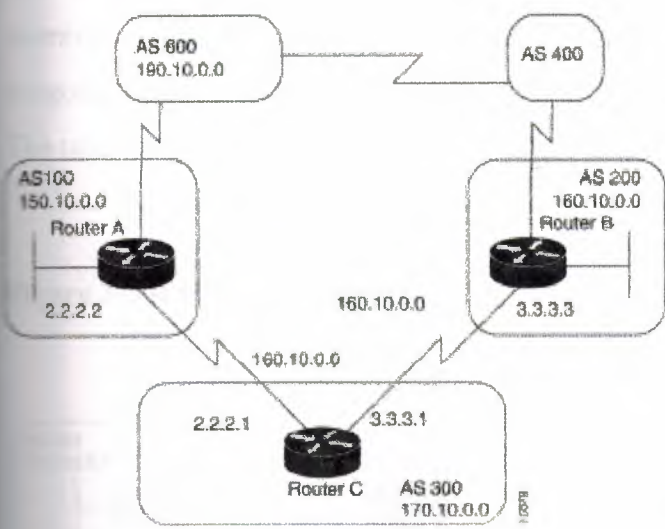 AS 600
190.10.0.0
AS 400
AS100
150.10.0.0
Router A
2.2.2.2
AS 200
160.10.0.0
Router B
3.3.3.3
160.10.0.0
160.10.0.0
2.2.2.1
3.3.3.1
Router C
AS 300
170.10.0.0